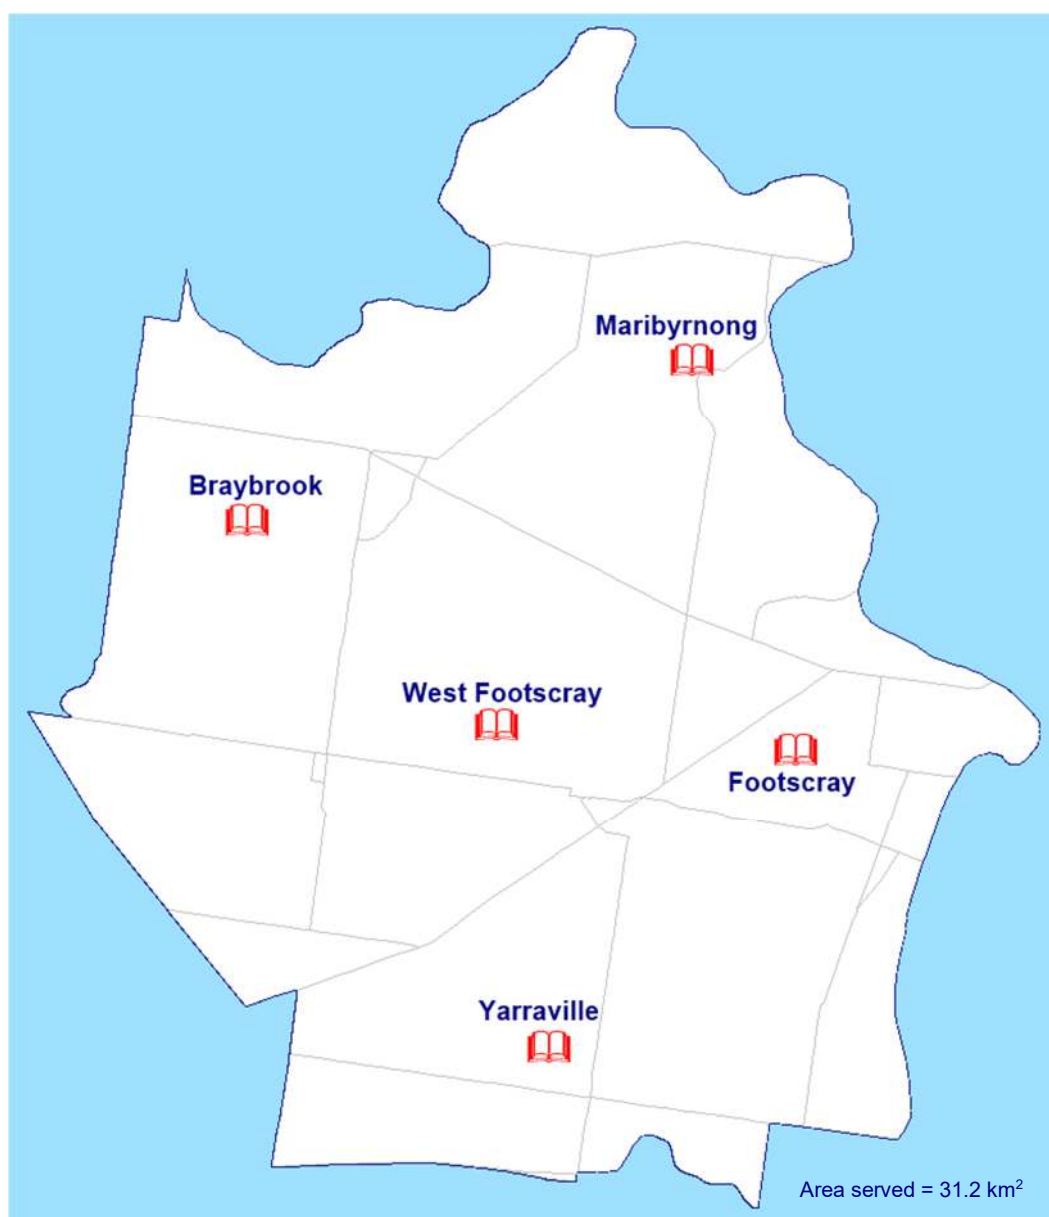 Maribyrnong
Braybrook
West Footscray
Footscray
Yarraville
Area served = 31.2 km²